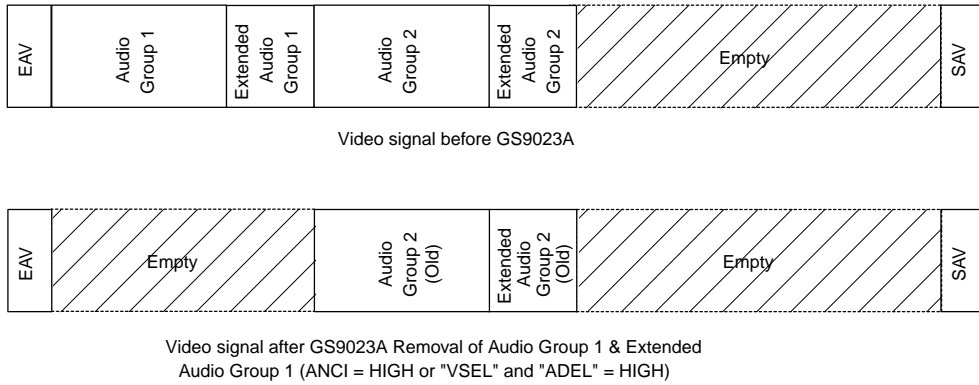 EAV
Audio
Group 1
Extended
Audio
Group 1
Audio
Group 2
Extended
Audio
Group 2
Empty
SAV
Video signal before GS9023A
EAV
Empty
Audio
Group 2
(Old)
Extended
Audio
Group 2
(Old)
Empty
SAV
Video signal after GS9023A Removal of Audio Group 1 & Extended
Audio Group 1 (ANCI = HIGH or "VSEL" and "ADEL" = HIGH)